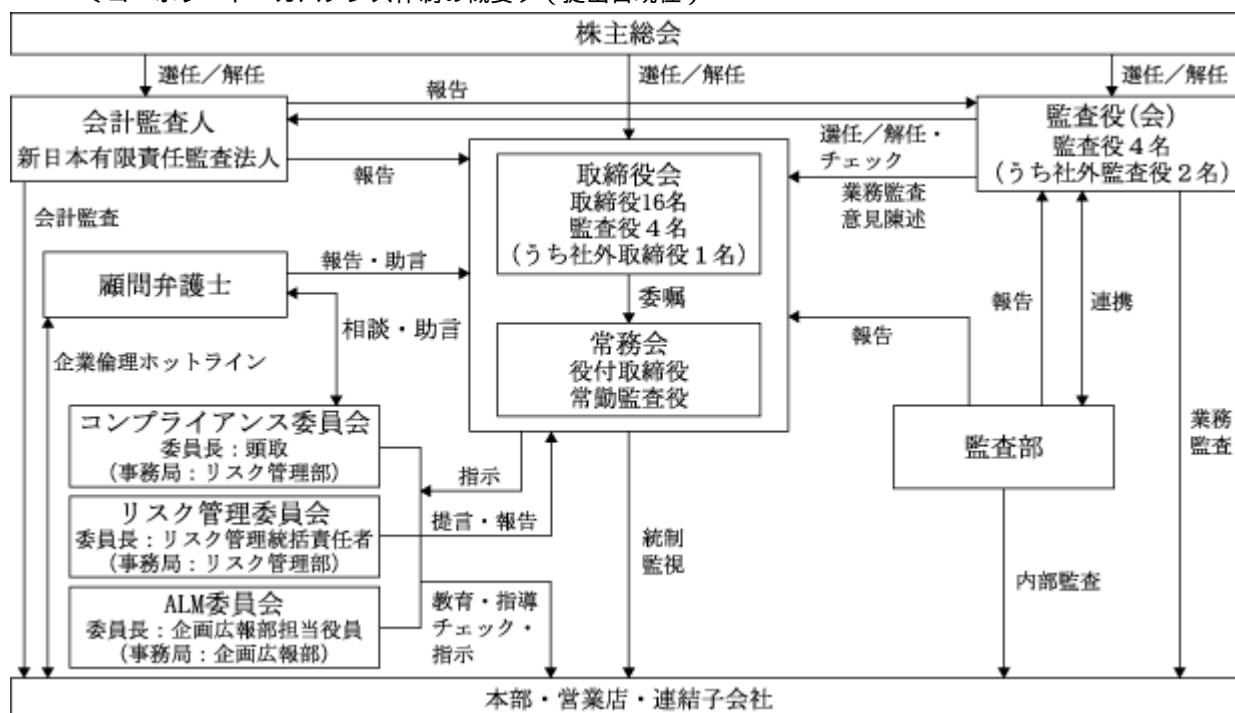 株主総会
選任／解任
選任／解任
選任／解任
会計監査人
新日本有限責任監査法人
報告
監査役(会)
監査役４名
(うち社外監査役２名)
選任／解任・
チェック
報告
業務監査
意見陳述
取締役会
取締役16名
監査役４名
(うち社外取締役１名)
会計監査
顧問弁護士
報告・助言
委嘱
報告
連携
相談・助言
企業倫理ホットライン
常務会
役付取締役
常勤監査役
報告
コンプライアンス委員会
委員長：頭取
(事務局：リスク管理部)
監査部
業務
監査
指示
リスク管理委員会
委員長：リスク管理統括責任者
(事務局：リスク管理部)
提言・報告
統制
監視
内部監査
ALM委員会
委員長：企画広報部担当役員
(事務局：企画広報部)
教育・指導
チェック・
指示
本部・営業店・連結子会社